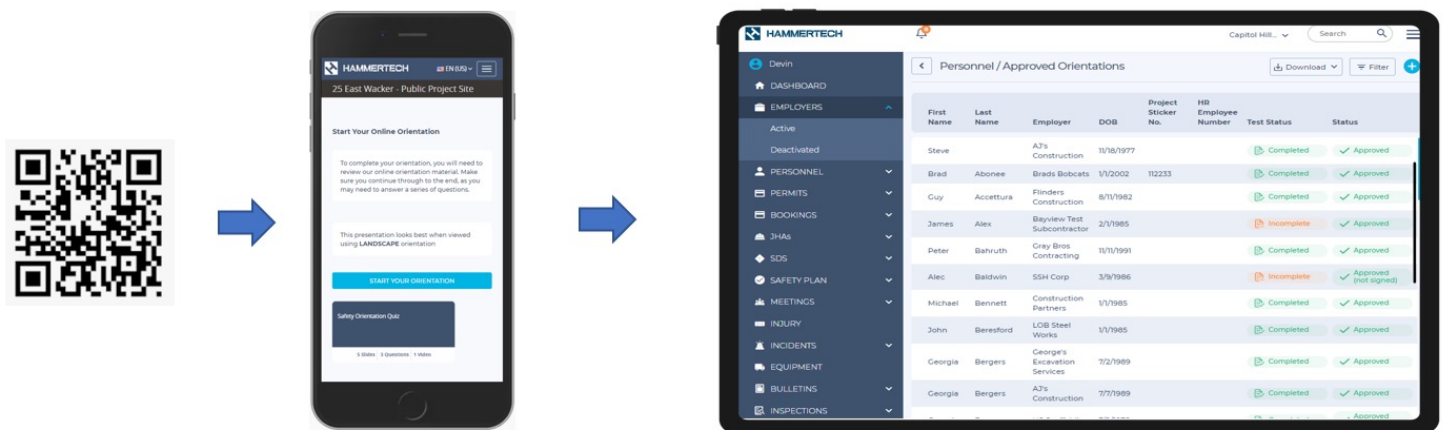 HAMMERTECH
EN (US)
25 East Wacker - Public Project Site
Start Your Online Orientation
To complete your orientation, you will need to
review our online orientation material. Make
sure you continue through to the end, as you
may need to answer a series of questions.
This presentation looks best when viewed
using LANDSCAPE orientation
START YOUR ORIENTATION
Safety Orientation Quic
5 Slides 3 Questions 1 Video
HAMMERTECH
Capitol Hill...
Search
Devin
DASHBOARD
EMPLOYERS
Active
Deactivated
PERSONNEL
PERMITS
BOOKINGS
JHAs
SDS
SAFETY PLAN
MEETINGS
INJURY
INCIDENTS
EQUIPMENT
BULLETINS
INSPECTIONS
Personnel / Approved Orientations
Download
Filter
First Name Last Name Employer DOB Project Sticker No. HR Employee Number Test Status Status
Steve AJ's Construction 11/18/1977 Completed Approved
Brad Abonee Brads Bobcats 1/1/2002 112233 Completed Approved
Guy Accettura Flinders Construction 8/11/1982 Completed Approved
James Alex Bayview Test Subcontractor 2/1/1985 Incomplete Approved
Peter Bahruth Gray Bros Contracting 11/11/1991 Completed Approved
Alec Baldwin SSH Corp 3/9/1986 Incomplete Approved (not signed)
Michael Bennett Construction Partners 1/1/1985 Completed Approved
John Beresford LOB Steel Works 1/1/1985 Completed Approved
Georgia Bergers George's Excavation Services 7/2/1989 Completed Approved
Georgia Bergers AJ's Construction 7/7/1989 Completed Approved
Approved